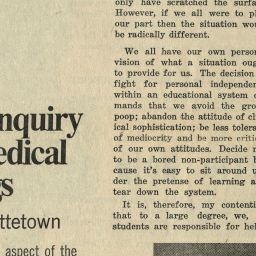 nquiry
edical
gs
ttetown
aspect of the
only have scratched the surfa
However, if we all were to pl
our part then the situation wou
be radically different.
We all have our own person
vision of what a situation ough
to provide for us. The decision
fight for personal independen
within an educational system d
mands that we avoid the grou
poop; abandon the attitude of cli
ical sophistication; be less tolera
of mediocrity and be more critic
of our own attitudes. Decide n
to be a bored non-participant b
cause it's easy to sit around u
der the pretense of learning a
tear down the system.
It is, therefore, my contenti
that to a large degree, we,
students are responsible for hel